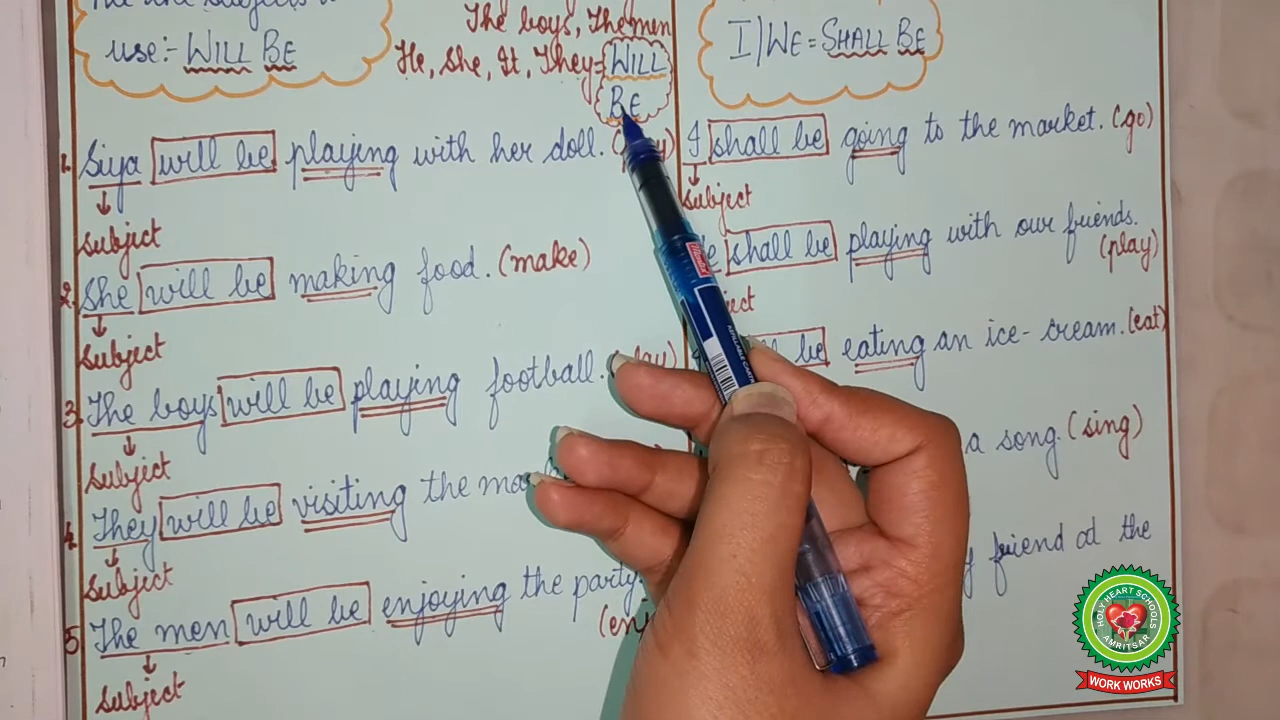 use:- WILL BE
The boys, The men
He, She, It, They = WILL
BE
1. Siya will be playing with her doll.
Subject
2. She will be making food. (make)
Subject
3. The boys will be playing football.
Subject
4. They will be visiting the
Subject
5. The men will be enjoying the party.
Subject
I/WE = SHALL BE
I shall be going to the market. (go)
Subject
shall be playing with our friends.
(play)
be eating an ice-cream. (eat)
a song. (sing)
friend at the
HOLY HEART SCHOOLS
AMRITSAR
WORK WORKS